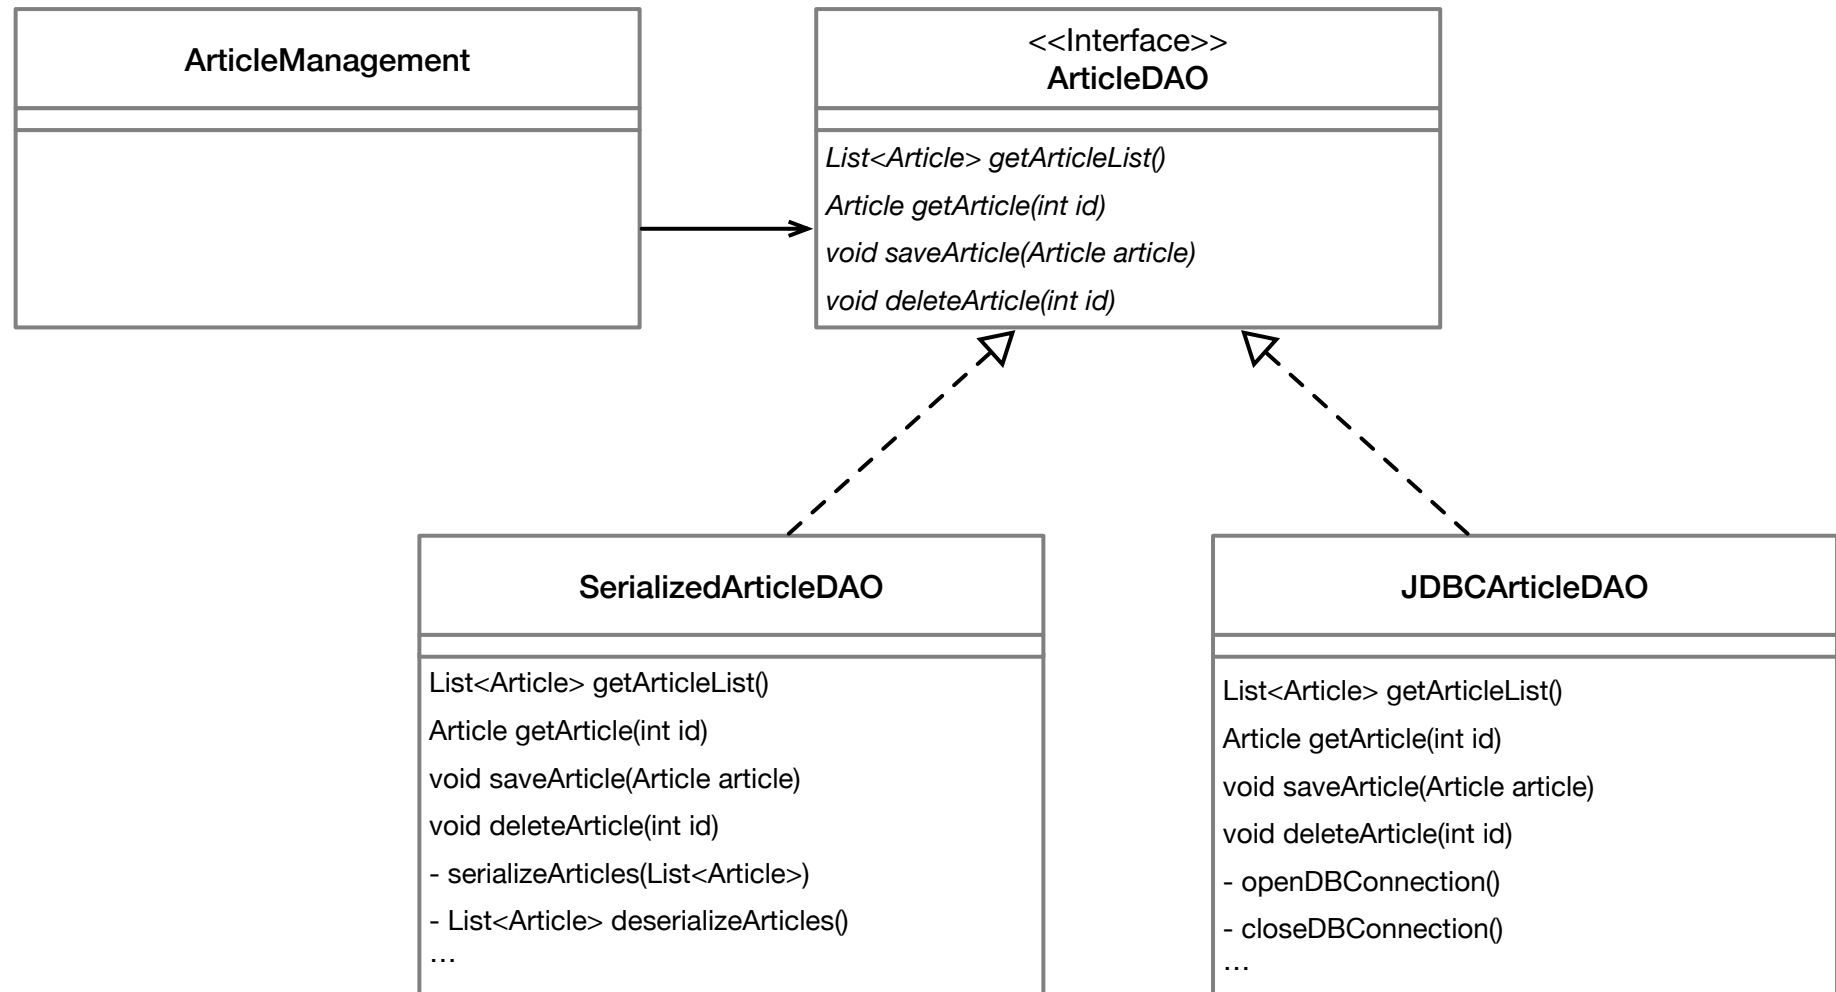 ArticleManagement
<<Interface>>
ArticleDAO
List<Article> getArticleList()
Article getArticle(int id)
void saveArticle(Article article)
void deleteArticle(int id)
SerializedArticleDAO
List<Article> getArticleList()
Article getArticle(int id)
void saveArticle(Article article)
void deleteArticle(int id)
- serializeArticles(List<Article>)
- List<Article> deserializeArticles()
…
JDBCArticleDAO
List<Article> getArticleList()
Article getArticle(int id)
void saveArticle(Article article)
void deleteArticle(int id)
- openDBConnection()
- closeDBConnection()
…